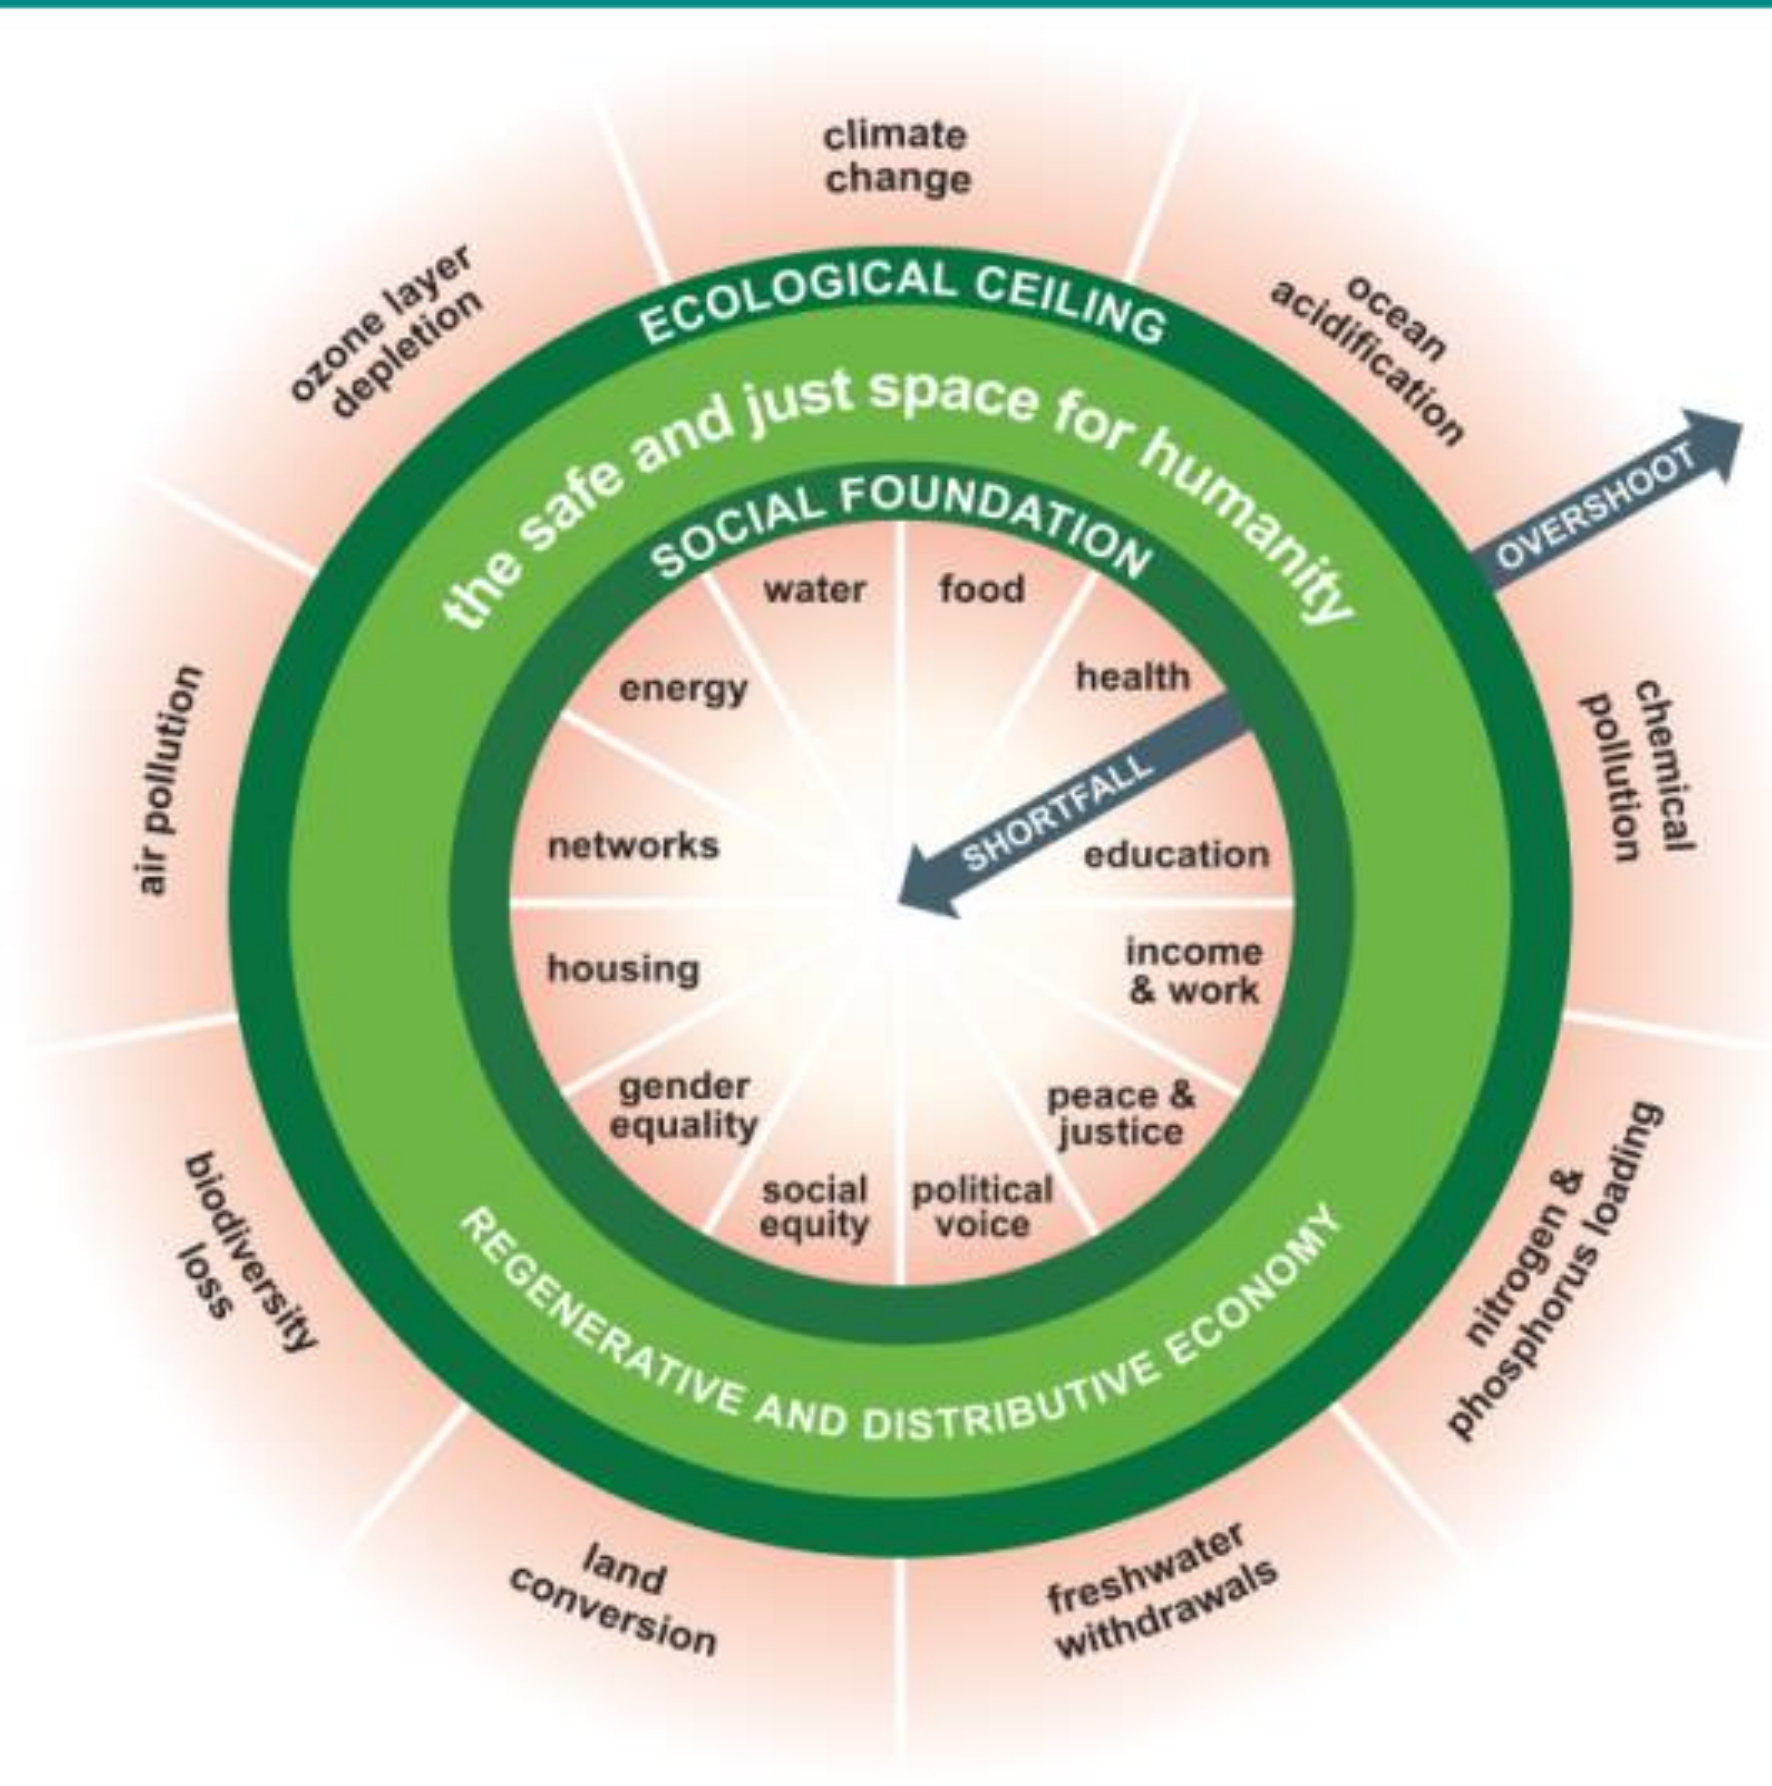 climate
change
ocean
acidification
OVERSHOOT
chemical
pollution
nitrogen &
phosphorus loading
freshwater
withdrawals
land
conversion
biodiversity
loss
air pollution
ozone layer
depletion
ECOLOGICAL CEILING
the safe and just space for humanity
SOCIAL FOUNDATION
water
food
health
SHORTFALL
education
income
& work
peace &
justice
political
voice
social
equity
gender
equality
housing
networks
energy
REGENERATIVE AND DISTRIBUTIVE ECONOMY